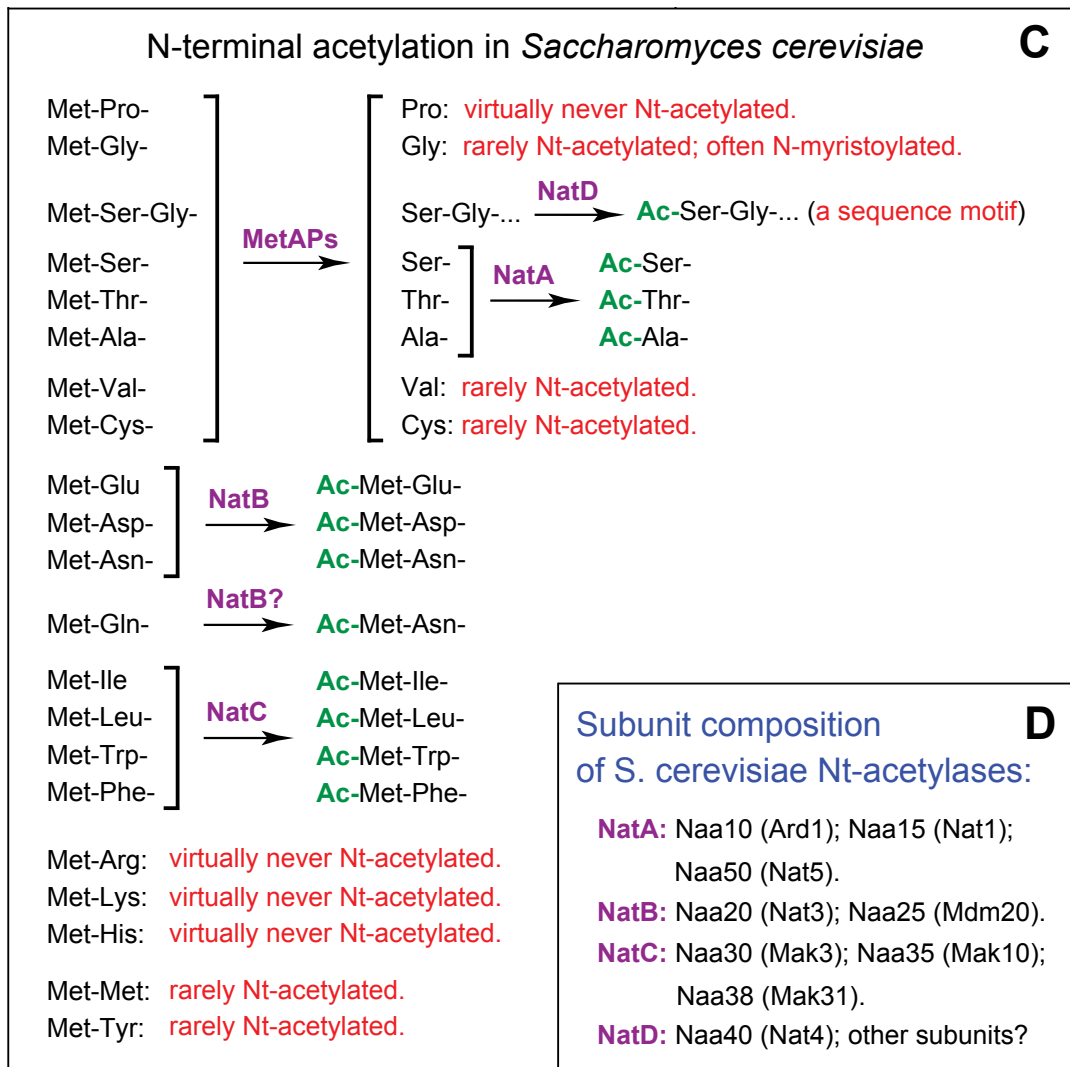 N-terminal acetylation in Saccharomyces cerevisiae
C
Met-Pro-
Met-Gly-
Met-Ser-Gly-
Met-Ser-
Met-Thr-
Met-Ala-
Met-Val-
Met-Cys-
MetAPs
Pro: virtually never Nt-acetylated.
Gly: rarely Nt-acetylated; often N-myristoylated.
Ser-Gly-... NatD Ac-Ser-Gly-... (a sequence motif)
Ser-
Thr-
Ala-
NatA
Ac-Ser-
Ac-Thr-
Ac-Ala-
Val: rarely Nt-acetylated.
Cys: rarely Nt-acetylated.
Met-Glu
Met-Asp-
Met-Asn-
NatB
Ac-Met-Glu-
Ac-Met-Asp-
Ac-Met-Asn-
Met-Gln- NatB? Ac-Met-Asn-
Met-Ile
Met-Leu-
Met-Trp-
Met-Phe-
NatC
Ac-Met-Ile-
Ac-Met-Leu-
Ac-Met-Trp-
Ac-Met-Phe-
Met-Arg: virtually never Nt-acetylated.
Met-Lys: virtually never Nt-acetylated.
Met-His: virtually never Nt-acetylated.
Met-Met: rarely Nt-acetylated.
Met-Tyr: rarely Nt-acetylated.
D
Subunit composition
of S. cerevisiae Nt-acetylases:
NatA: Naa10 (Ard1); Naa15 (Nat1);
Naa50 (Nat5).
NatB: Naa20 (Nat3); Naa25 (Mdm20).
NatC: Naa30 (Mak3); Naa35 (Mak10);
Naa38 (Mak31).
NatD: Naa40 (Nat4); other subunits?